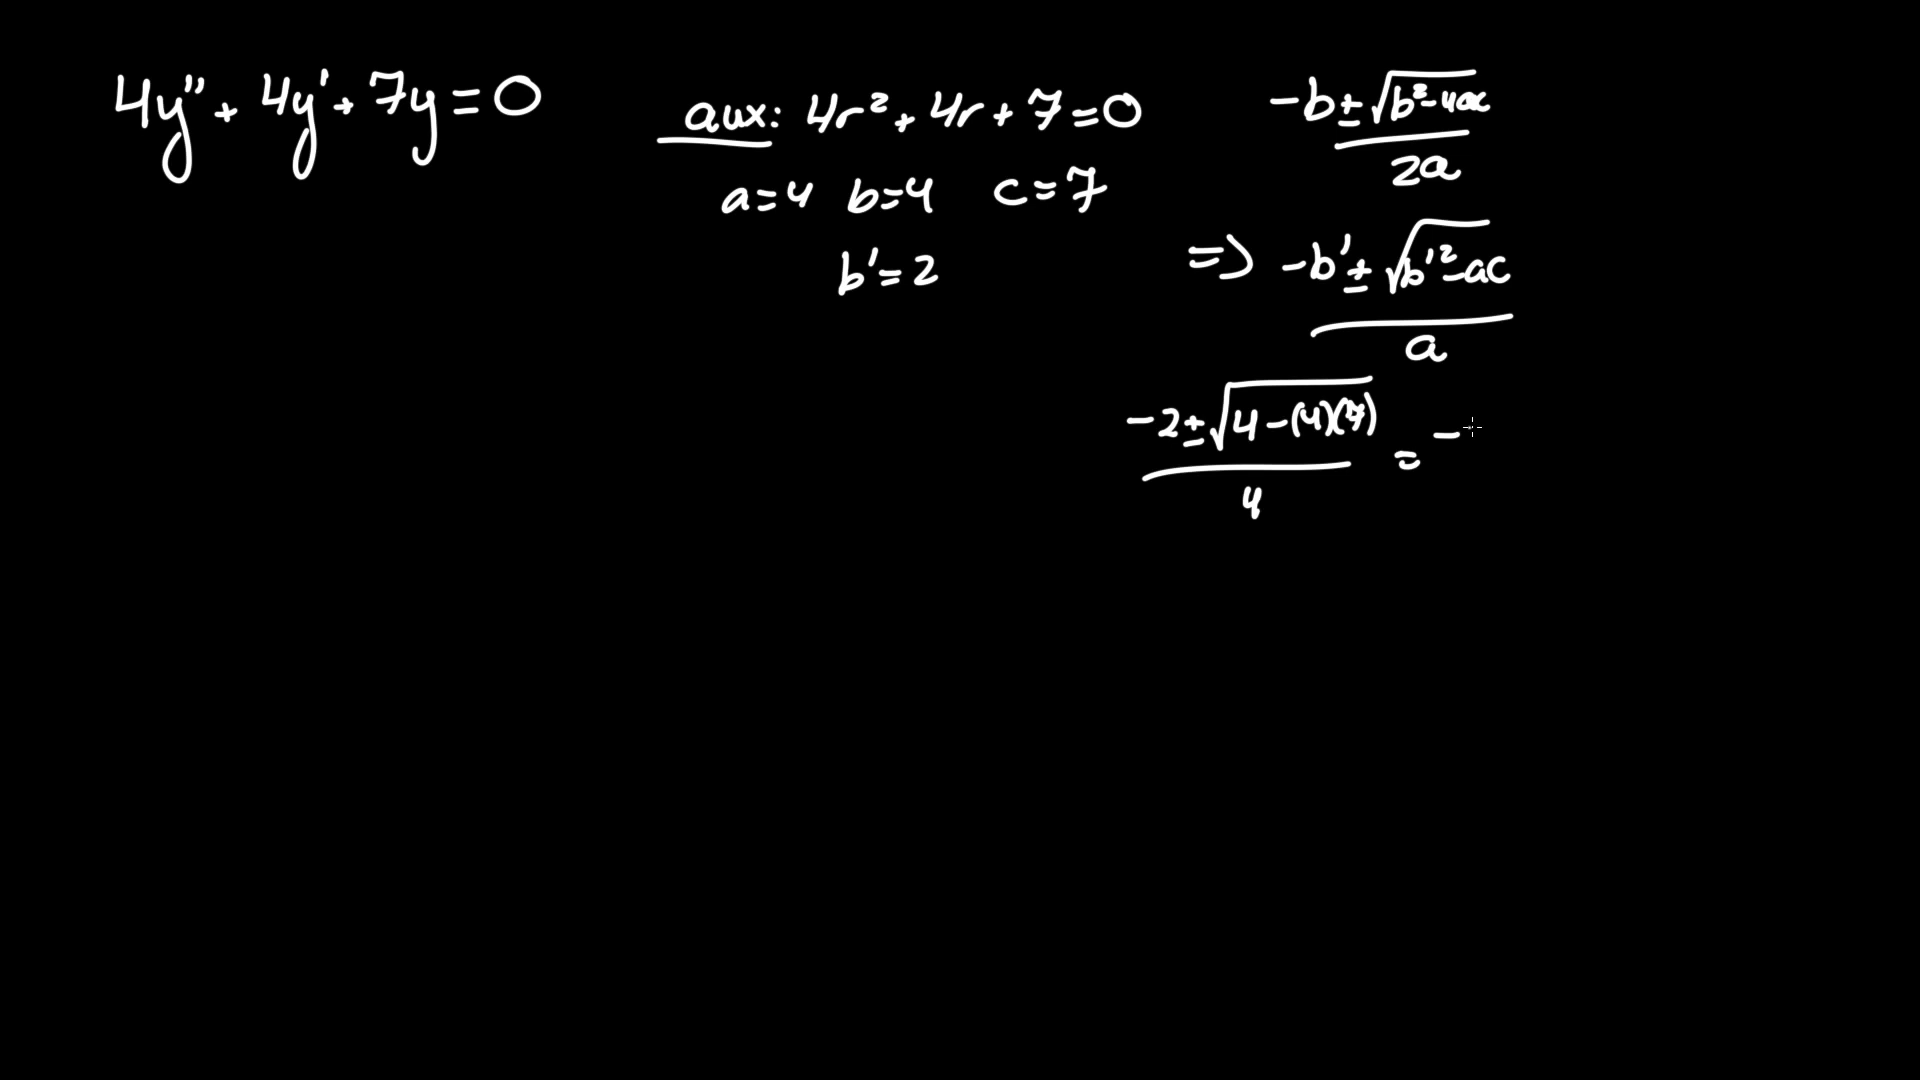 4y"+ 4y'+ 7y=0
aux: 4r²+ 4r+ 7=0
a=4 b=4 c=7
b'=2
-b±√b²-4ac
2a
=> -b'±√b'²-ac
a
-2±√4-(4)(7)
4
= -